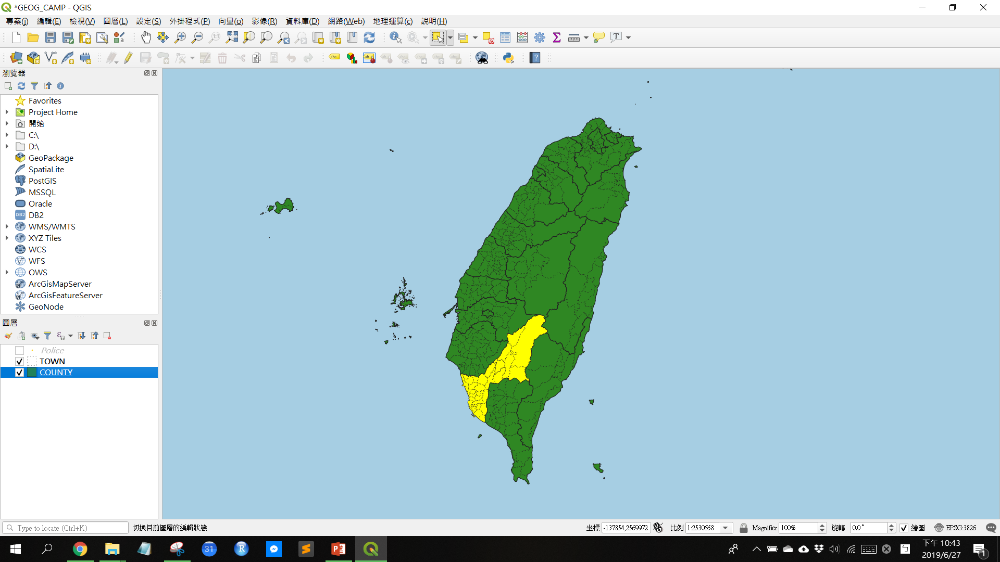 *GEOG_CAMP - QGIS
專案(j) 編輯(E) 檢視(V) 圖層(L) 設定(S) 外掛程式(P) 向量(o) 影像(R) 資料庫(D) 網路(Web) 地理運算(c) 說明(H)
瀏覽器
Favorites
Project Home
開始
C:\
D:\
GeoPackage
SpatiaLite
PostGIS
MSSQL
Oracle
DB2
WMS/WMTS
XYZ Tiles
WCS
WFS
OWS
ArcGisMapServer
ArcGisFeatureServer
GeoNode
圖層
Police
TOWN
COUNTY
Type to locate (Ctrl+K) 切換目前圖層的編輯狀態 坐標 -137854,2569972 比例 1:2530658 Magnifier 100% 旋轉 0.0 ° 繪圖 EPSG:3826
下午 10:43
2019/6/27